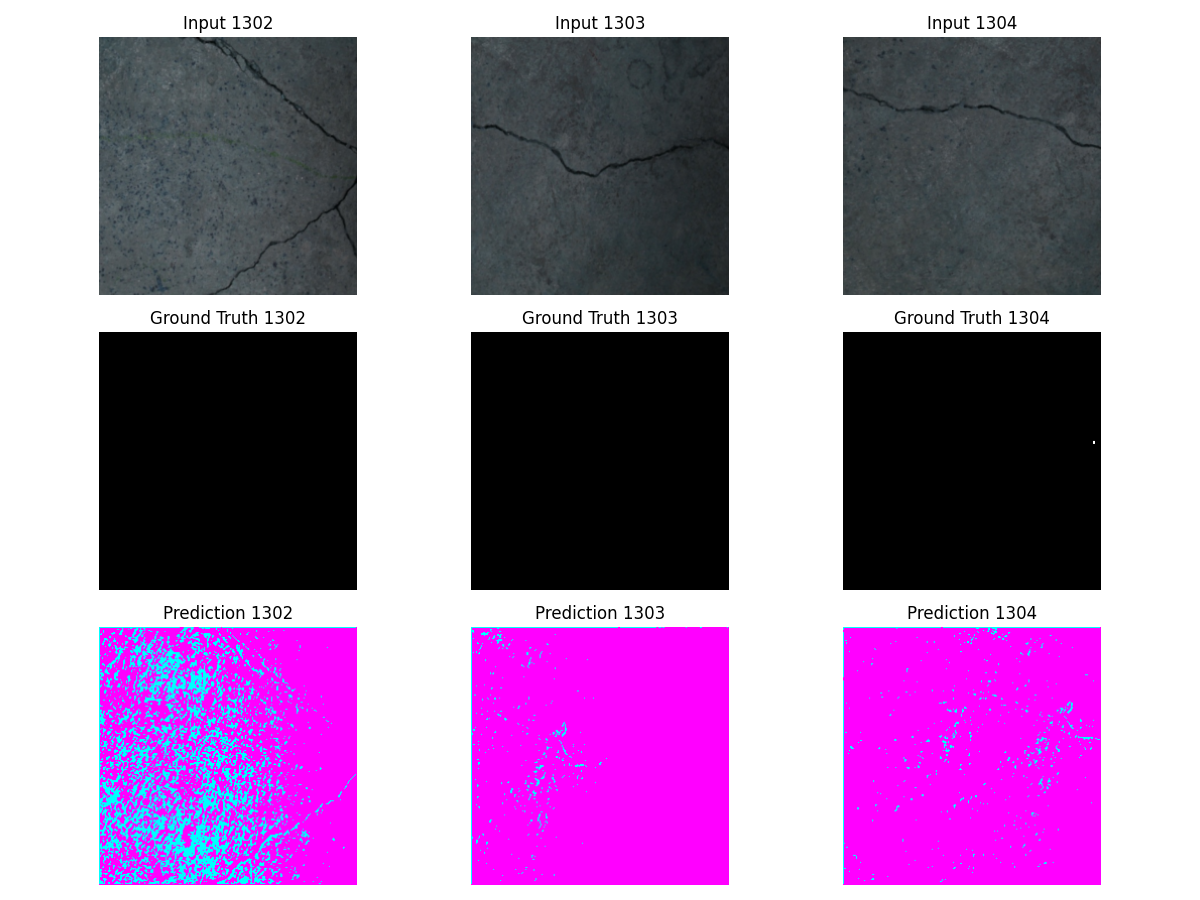 Input 1302
Input 1303
Input 1304
Ground Truth 1302
Ground Truth 1303
Ground Truth 1304
Prediction 1302
Prediction 1303
Prediction 1304